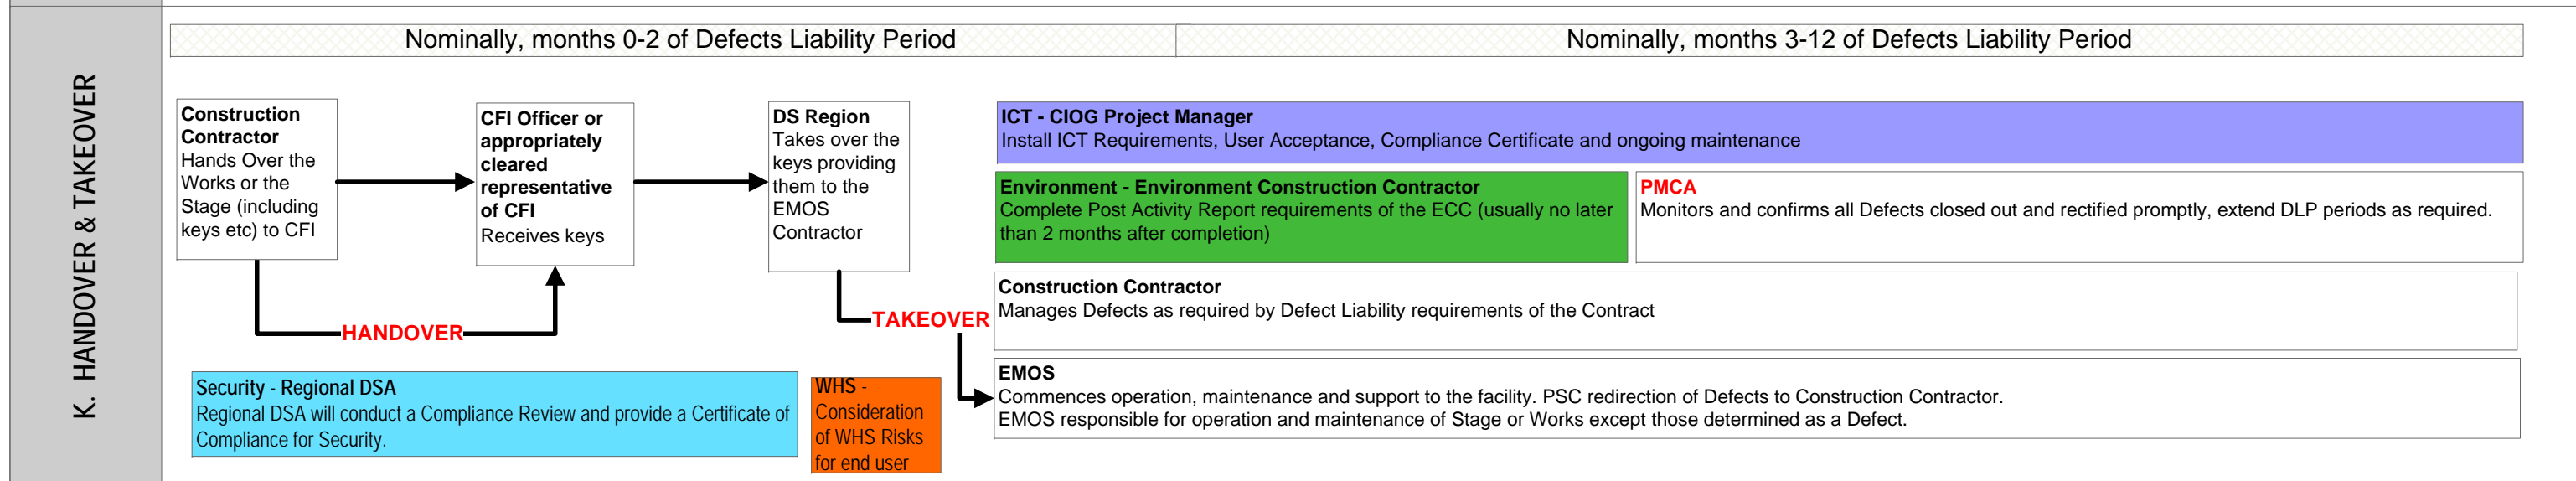 K. HANDOVER & TAKEOVER
Nominally, months 0-2 of Defects Liability Period
Nominally, months 3-12 of Defects Liability Period
Construction
Contractor
Hands Over the
Works or the
Stage (including
keys etc) to CFI
CFI Officer or
appropriately
cleared
representative
of CFI
Receives keys
DS Region
Takes over the
keys providing
them to the
EMOS
Contractor
HANDOVER
TAKEOVER
Security - Regional DSA
Regional DSA will conduct a Compliance Review and provide a Certificate of
Compliance for Security.
WHS -
Consideration
of WHS Risks
for end user
ICT - CIOG Project Manager
Install ICT Requirements, User Acceptance, Compliance Certificate and ongoing maintenance
Environment - Environment Construction Contractor
Complete Post Activity Report requirements of the ECC (usually no later
than 2 months after completion)
PMCA
Monitors and confirms all Defects closed out and rectified promptly, extend DLP periods as required.
Construction Contractor
Manages Defects as required by Defect Liability requirements of the Contract
EMOS
Commences operation, maintenance and support to the facility. PSC redirection of Defects to Construction Contractor.
EMOS responsible for operation and maintenance of Stage or Works except those determined as a Defect.